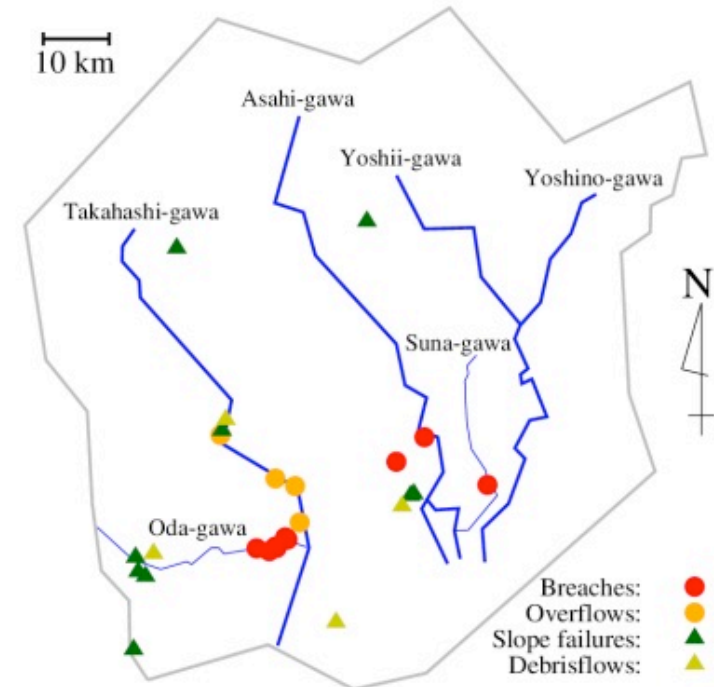 10 km
Asahi-gawa
Yoshii-gawa
Yoshino-gawa
Takahashi-gawa
N
Suna-gawa
Oda-gawa
Breaches:
Overflows:
Slope failures:
Debrisflows: